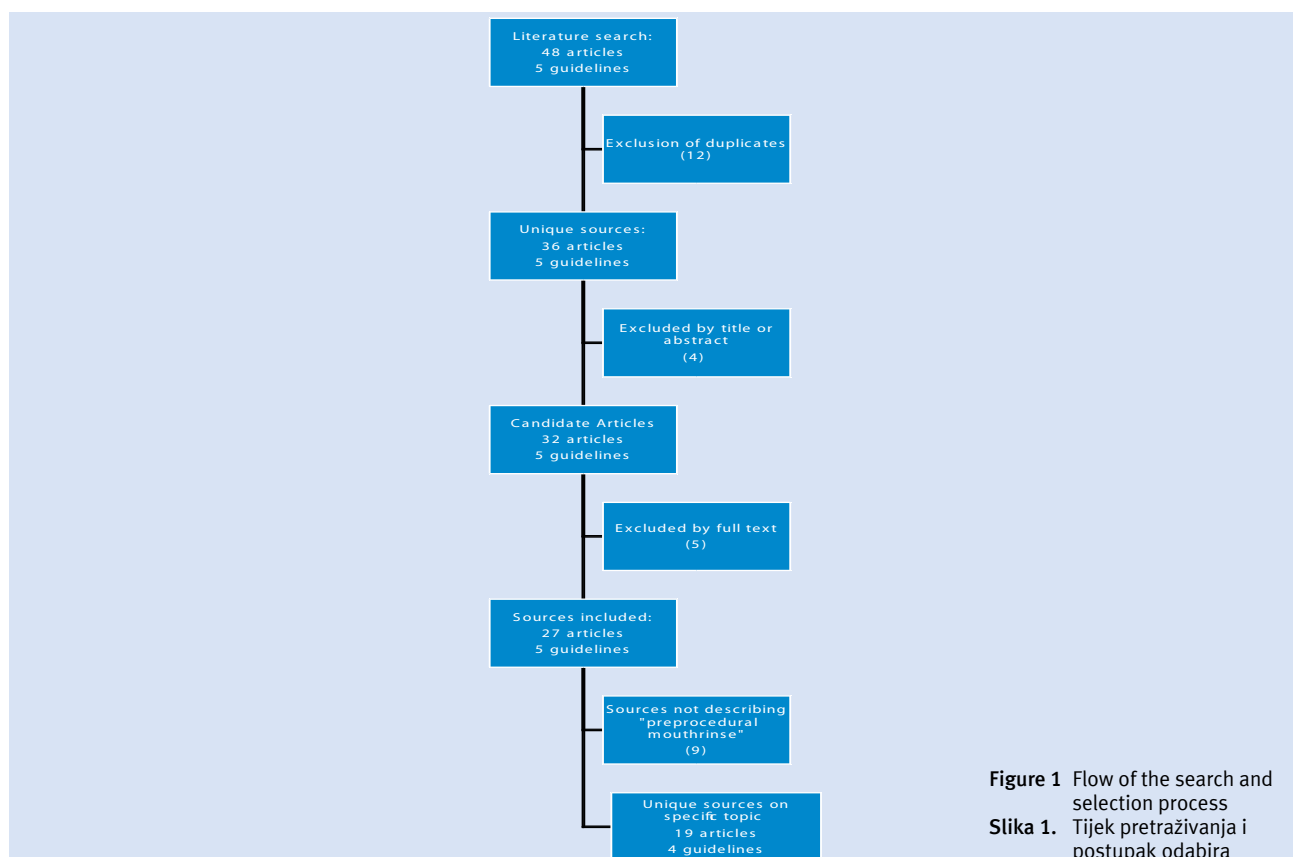 Literature search:
48 articles
5 guidelines
Exclusion of duplicates
(12)
Unique sources:
36 articles
5 guidelines
Excluded by title or
abstract
(4)
Candidate Articles
32 articles
5 guidelines
Excluded by full text
(5)
Sources included:
27 articles
5 guidelines
Sources not describing
"preprocedural
mouthrinse"
(9)
Unique sources on
specific topic
19 articles
4 guidelines
Figure 1 Flow of the search and
selection process
Slika 1. Tijek pretraživanja i
postupak odabira